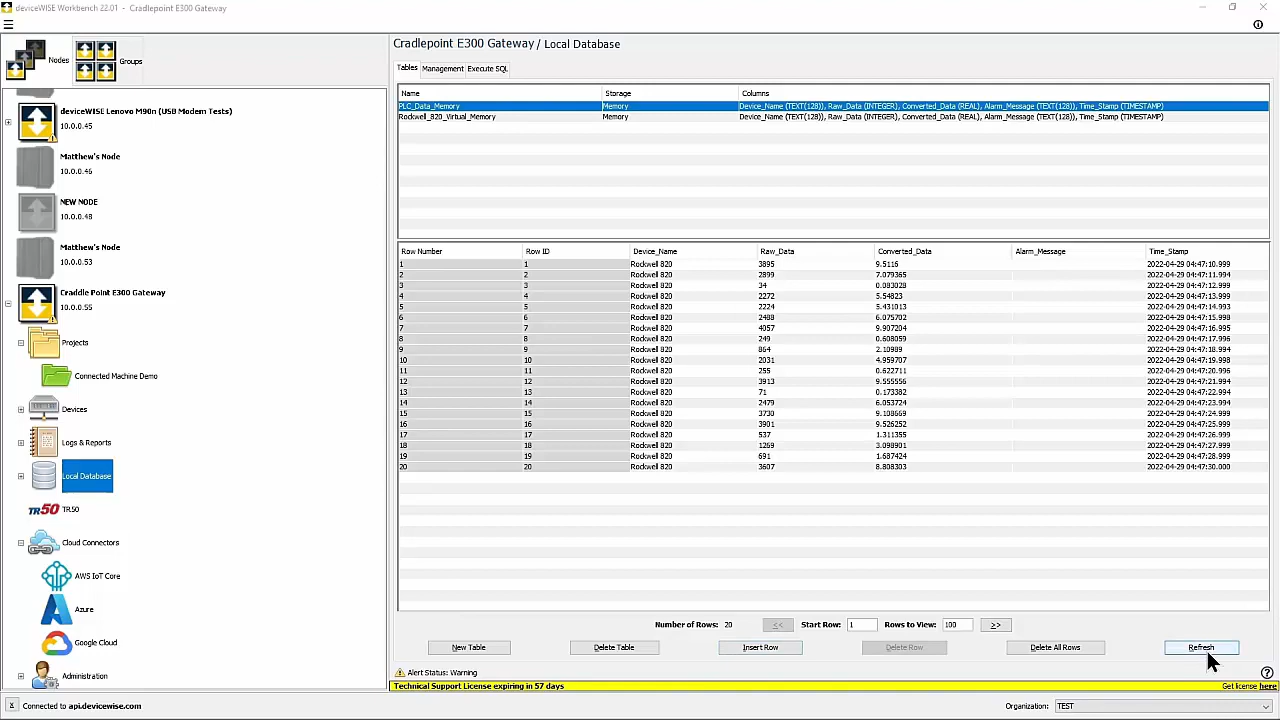 deviceWISE Workbench 22.01 - Cradlepoint E300 Gateway
Nodes
Groups
deviceWISE Lenovo M90n (USB Modem Tests)
10.0.0.45
Matthew's Node
10.0.0.46
NEW NODE
10.0.0.48
Matthew's Node
10.0.0.53
Craddle Point E300 Gateway
10.0.0.55
Projects
Connected Machine Demo
Devices
Logs & Reports
Local Database
TR50 TR50
Cloud Connectors
AWS IoT Core
Azure
Google Cloud
Administration
Cradlepoint E300 Gateway / Local Database
Tables Management Execute SQL
Name Storage Columns
PLC_Data_Memory Memory Device_Name (TEXT(128)), Raw_Data (INTEGER), Converted_Data (REAL), Alarm_Message (TEXT(128)), Time_Stamp (TIMESTAMP)
Rockwell_820_Virtual_Memory Memory Device_Name (TEXT(128)), Raw_Data (INTEGER), Converted_Data (REAL), Alarm_Message (TEXT(128)), Time_Stamp (TIMESTAMP)
Row Number Row ID Device_Name Raw_Data Converted_Data Alarm_Message Time_Stamp
1 1 Rockwell 820 3895 9.5116 2022-04-29 04:47:10.999
2 2 Rockwell 820 2899 7.079365 2022-04-29 04:47:11.994
3 3 Rockwell 820 34 0.083028 2022-04-29 04:47:12.999
4 4 Rockwell 820 2272 5.54823 2022-04-29 04:47:13.999
5 5 Rockwell 820 2224 5.431013 2022-04-29 04:47:14.993
6 6 Rockwell 820 2488 6.075702 2022-04-29 04:47:15.998
7 7 Rockwell 820 4057 9.907204 2022-04-29 04:47:16.995
8 8 Rockwell 820 249 0.608059 2022-04-29 04:47:17.996
9 9 Rockwell 820 864 2.10989 2022-04-29 04:47:18.994
10 10 Rockwell 820 2031 4.959707 2022-04-29 04:47:19.998
11 11 Rockwell 820 255 0.622711 2022-04-29 04:47:20.996
12 12 Rockwell 820 3913 9.555556 2022-04-29 04:47:21.994
13 13 Rockwell 820 71 0.173382 2022-04-29 04:47:22.999
14 14 Rockwell 820 2479 6.053724 2022-04-29 04:47:23.994
15 15 Rockwell 820 3730 9.108669 2022-04-29 04:47:24.999
16 16 Rockwell 820 3901 9.526252 2022-04-29 04:47:25.999
17 17 Rockwell 820 537 1.311355 2022-04-29 04:47:26.999
18 18 Rockwell 820 1269 3.098901 2022-04-29 04:47:27.999
19 19 Rockwell 820 691 1.687424 2022-04-29 04:47:28.999
20 20 Rockwell 820 3607 8.808303 2022-04-29 04:47:30.000
Number of Rows: 20 << Start Row: 1 Rows to View: 100 >>
New Table Delete Table Insert Row Delete Row Delete All Rows Refresh
Alert Status: Warning
Technical Support License expiring in 57 days Get license here
X Connected to api.devicewise.com Organization: TEST